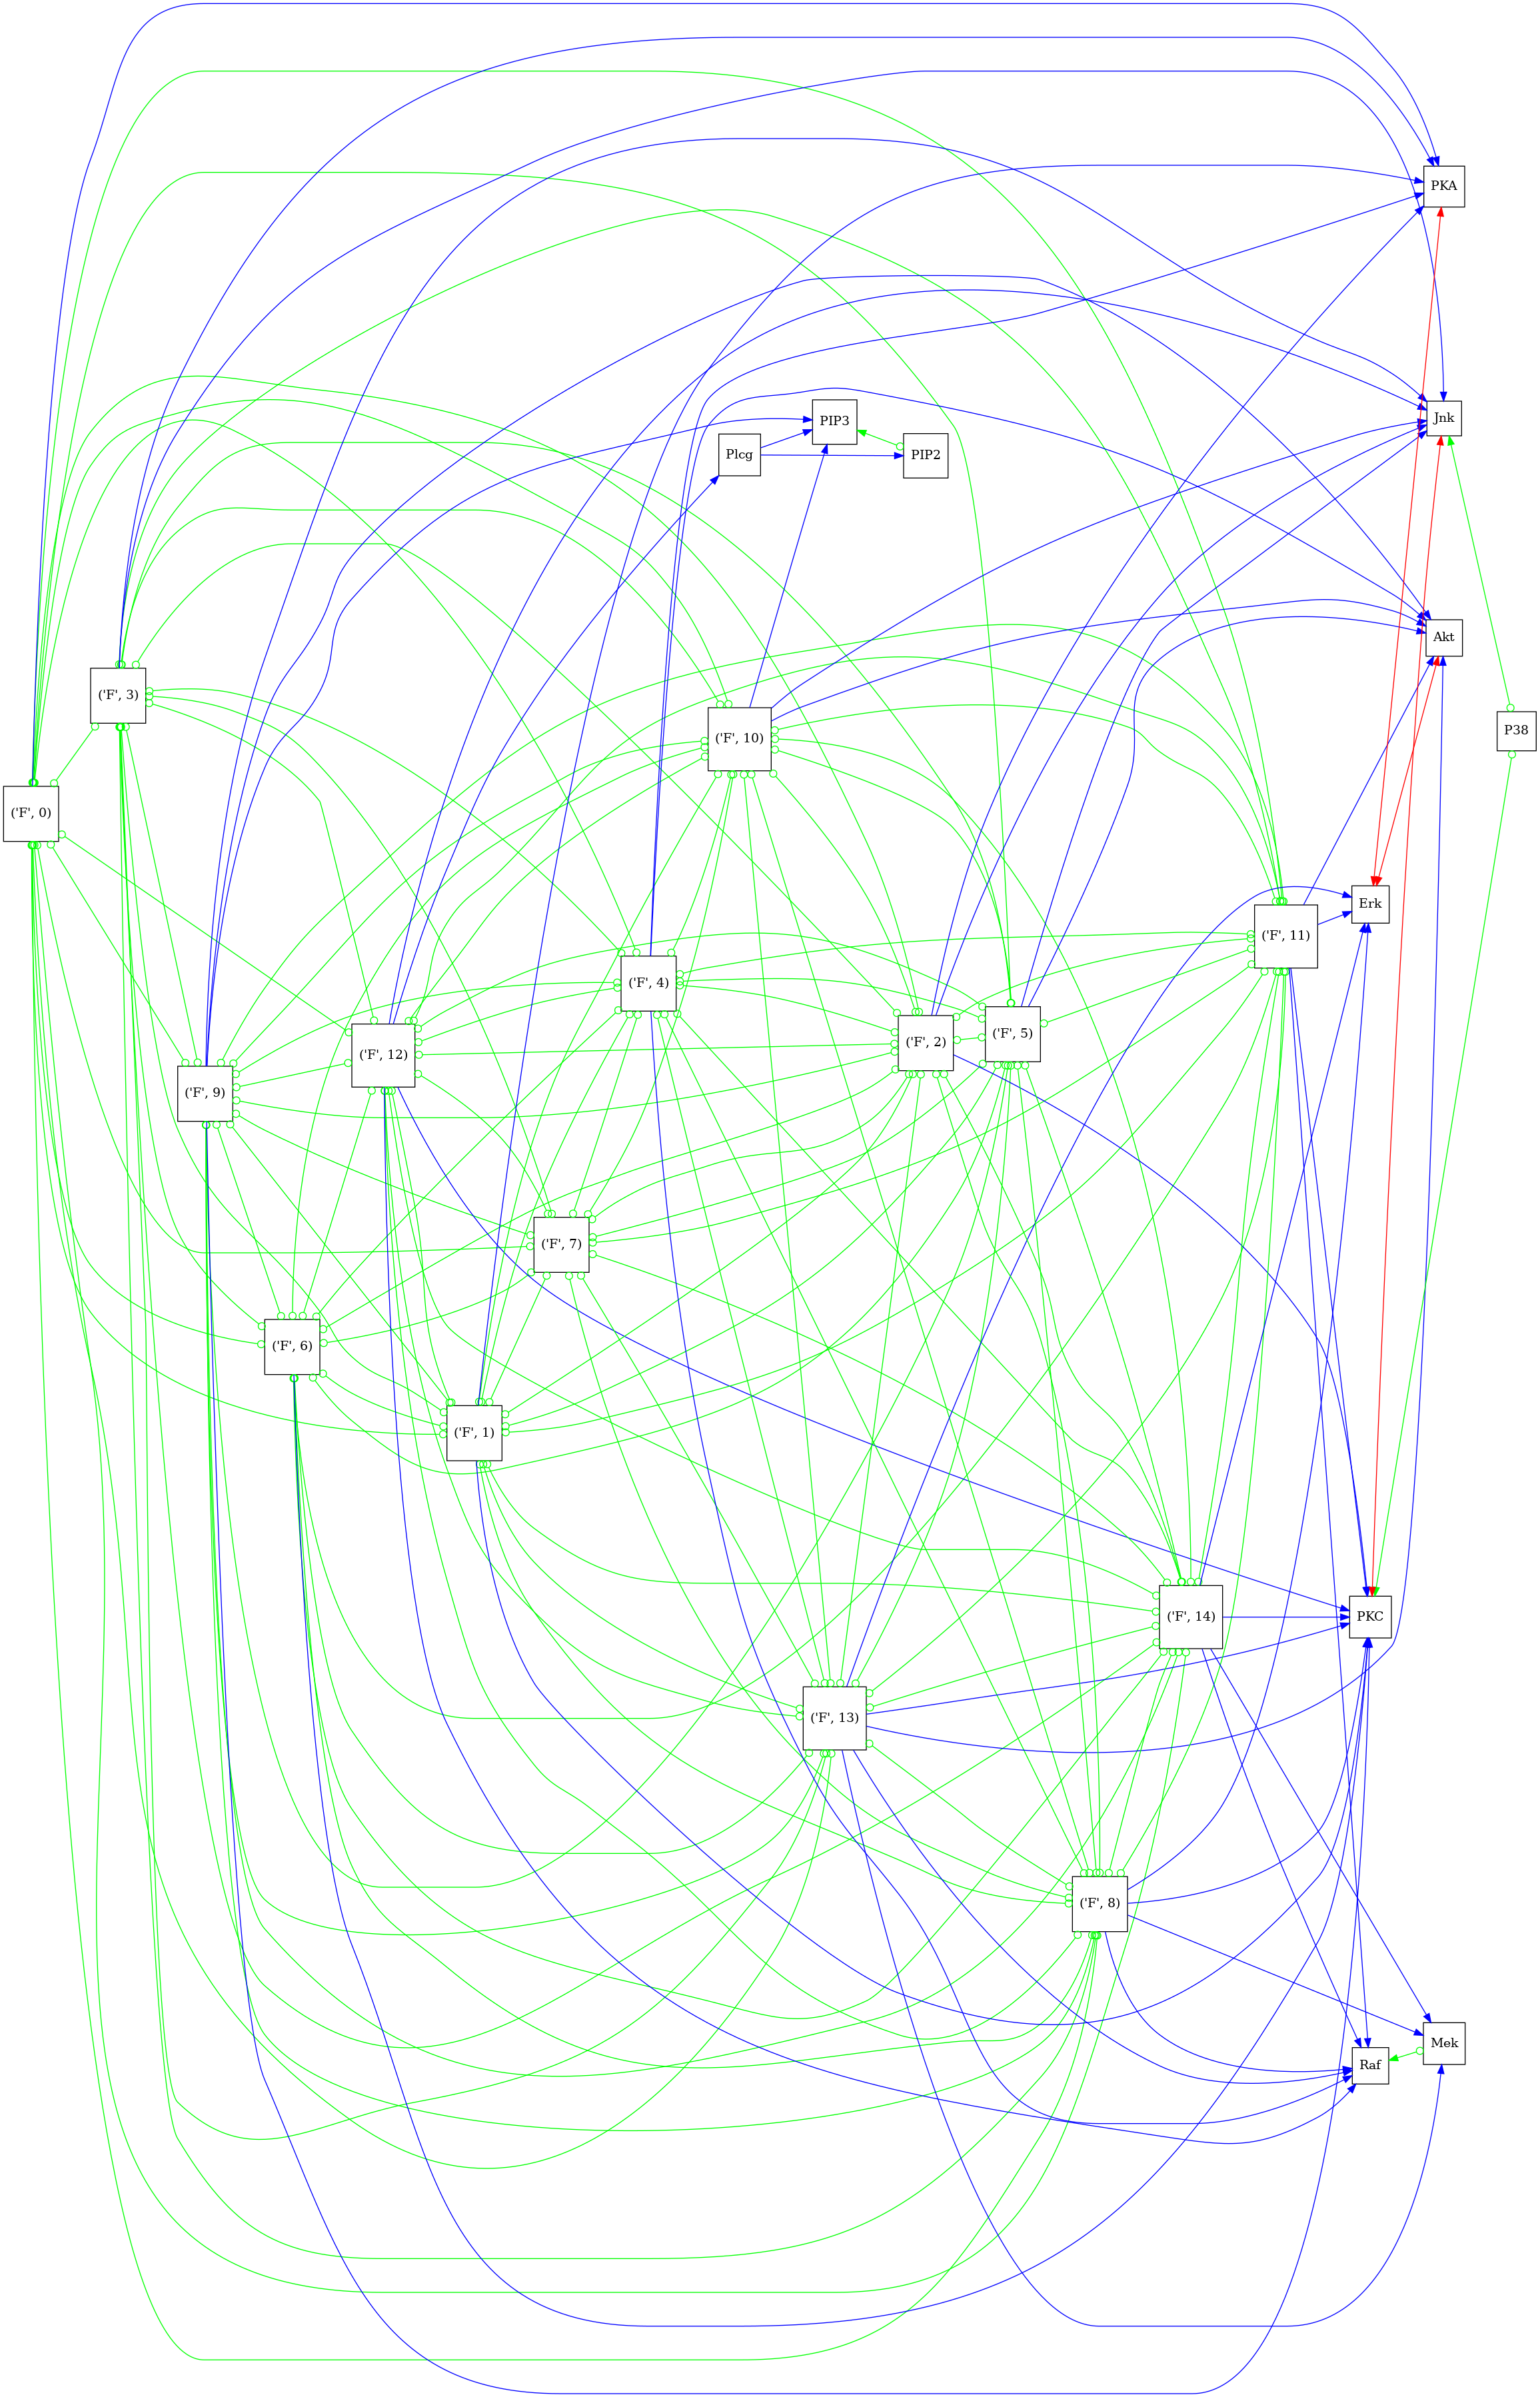 PKA
Jnk
PIP3
Plcg
PIP2
Akt
('F', 3)
P38
('F', 10)
('F', 0)
Erk
('F', 11)
('F', 4)
('F', 5)
('F', 2)
('F', 12)
('F', 9)
('F', 7)
('F', 6)
('F', 1)
('F', 14)
PKC
('F', 13)
('F', 8)
Mek
Raf